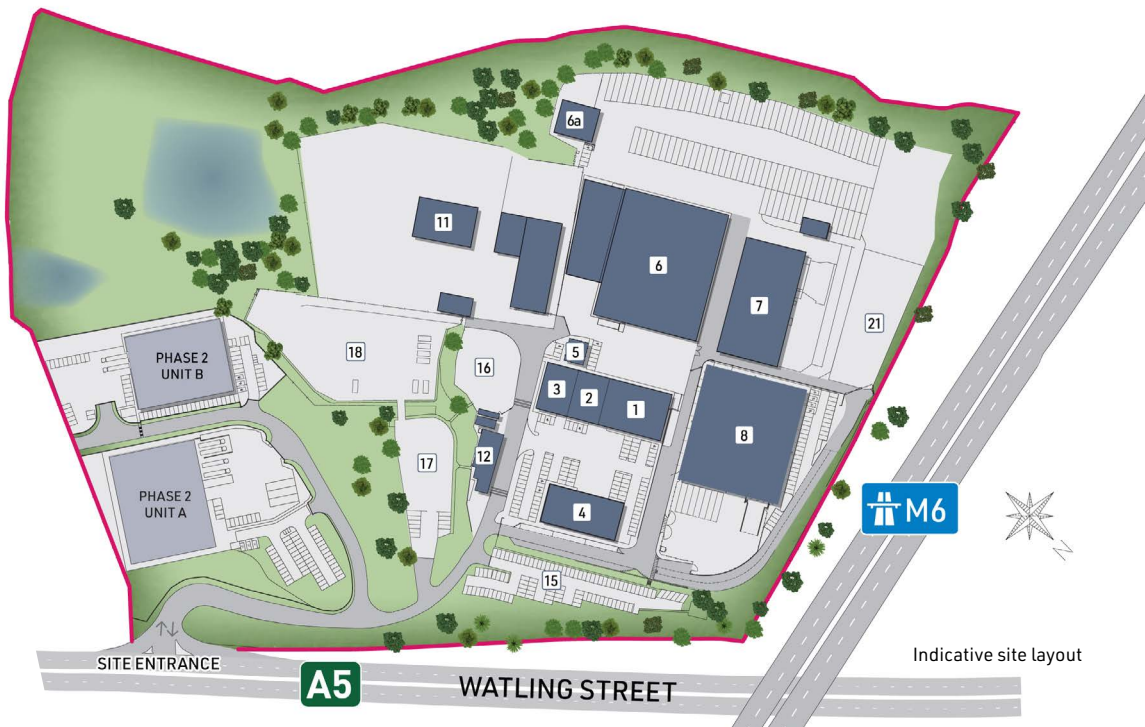 6a
11
6
7
21
18
5
16
PHASE 2
UNIT B
3
2
1
8
12
17
PHASE 2
UNIT A
4
M6
N
15
SITE ENTRANCE
A5
WATLING STREET
Indicative site layout